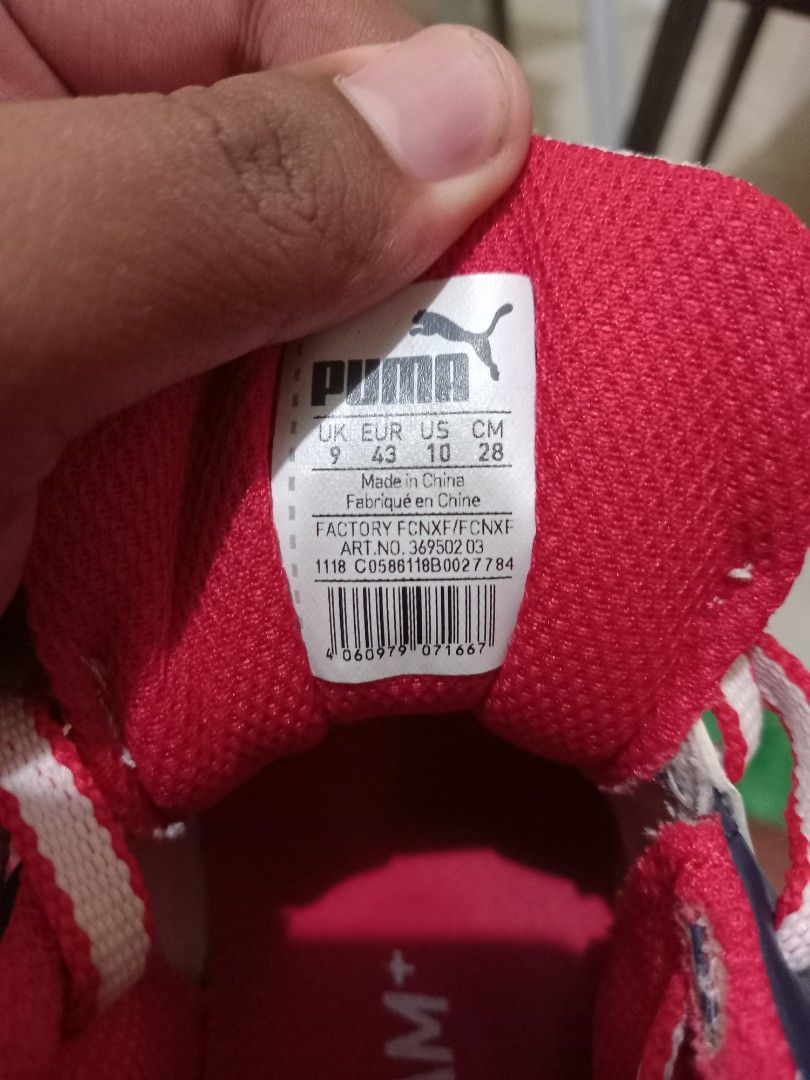 PUMA
UK EUR US CM
9 43 10 28
Made in China
Fabriqué en Chine
FACTORY FCNXF/FCNXF
ART.NO. 369502 03
1118 C0586118B0027784
4 060979 071667
AM+